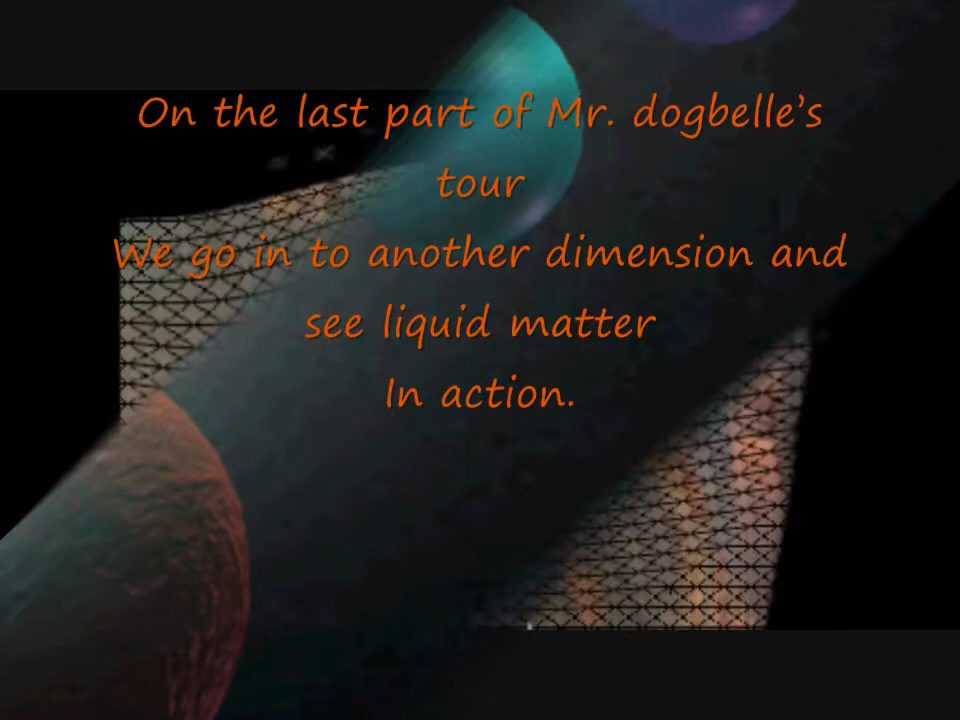 On the last part of Mr. dogbelle’s
tour
We go in to another dimension and
see liquid matter
In action.